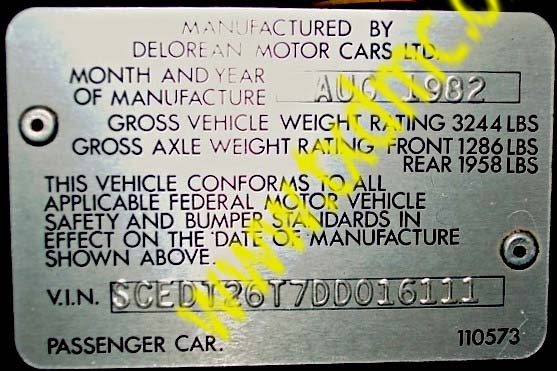 MANUFACTURED BY
DELOREAN MOTOR CARS LTD.
MONTH AND YEAR
OF MANUFACTURE AUG 1982
GROSS VEHICLE WEIGHT RATING 3244 LBS
GROSS AXLE WEIGHT RATING FRONT 1286 LBS
REAR 1958 LBS
THIS VEHICLE CONFORMS TO ALL
APPLICABLE FEDERAL MOTOR VEHICLE
SAFETY AND BUMPER STANDARDS IN
EFFECT ON THE DATE OF MANUFACTURE
SHOWN ABOVE.
V.I.N. SCEDT26T7DD016111
PASSENGER CAR. 110573